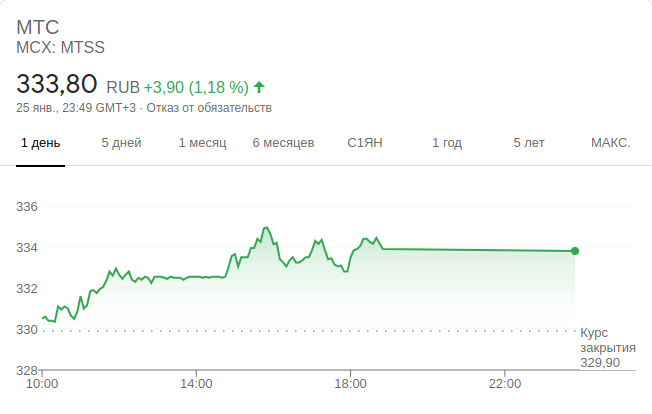 МТС
MCX: MTSS
333,80 RUB +3,90 (1,18 %)
25 янв., 23:49 GMT+3 · Отказ от обязательств
1 день 5 дней 1 месяц 6 месяцев С1ЯН 1 год 5 лет МАКС.
336
334
332
330
Курс
закрытия
329,90
328
10:00 14:00 18:00 22:00